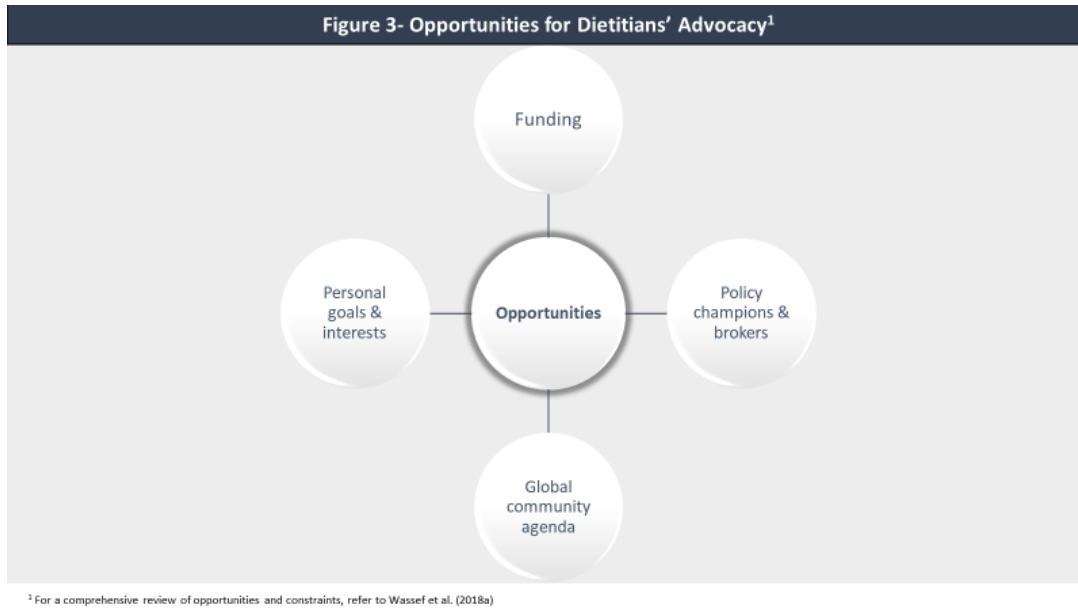 Figure 3- Opportunities for Dietitians’ Advocacy¹
Funding
Personal
goals &
interests
Opportunities
Policy
champions &
brokers
Global
community
agenda
¹ For a comprehensive review of opportunities and constraints, refer to Wassef et al. (2018a)